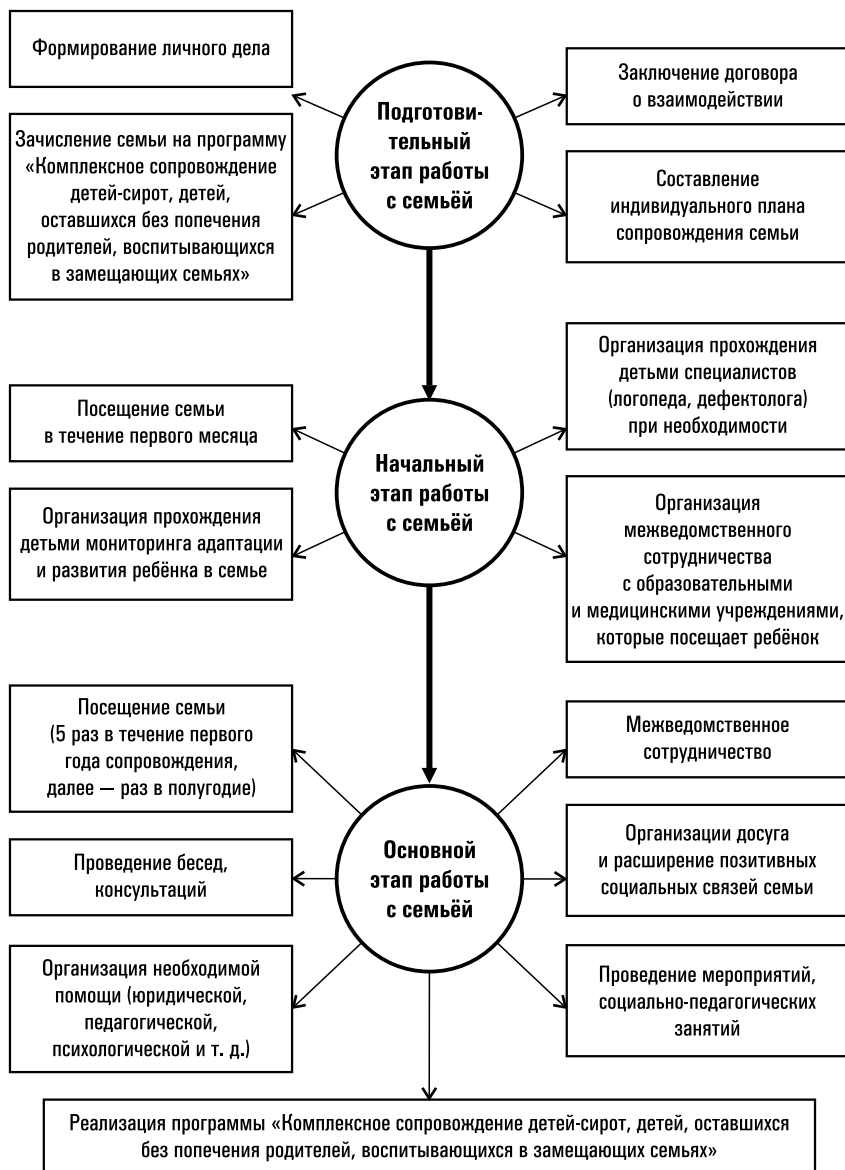 Формирование личного дела
Зачисление семьи на программу
«Комплексное сопровождение
детей-сирот, детей,
оставшихся без попечения
родителей, воспитывающихся
в замещающих семьях»
Подготови-
тельный
этап работы
с семьёй
Заключение договора
о взаимодействии
Составление
индивидуального плана
сопровождения семьи
Посещение семьи
в течение первого месяца
Организация прохождения
детьми мониторинга адаптации
и развития ребёнка в семье
Начальный
этап работы
с семьёй
Организация прохождения
детьми специалистов
(логопеда, дефектолога)
при необходимости
Организация
межведомственного
сотрудничества
с образовательными
и медицинскими учреждениями,
которые посещает ребёнок
Посещение семьи
(5 раз в течение первого
года сопровождения,
далее — раз в полугодие)
Проведение бесед,
консультаций
Организация необходимой
помощи (юридической,
педагогической,
психологической и т. д.)
Основной
этап работы
с семьёй
Межведомственное
сотрудничество
Организации досуга
и расширение позитивных
социальных связей семьи
Проведение мероприятий,
социально-педагогических
занятий
Реализация программы «Комплексное сопровождение детей-сирот, детей, оставшихся
без попечения родителей, воспитывающихся в замещающих семьях»